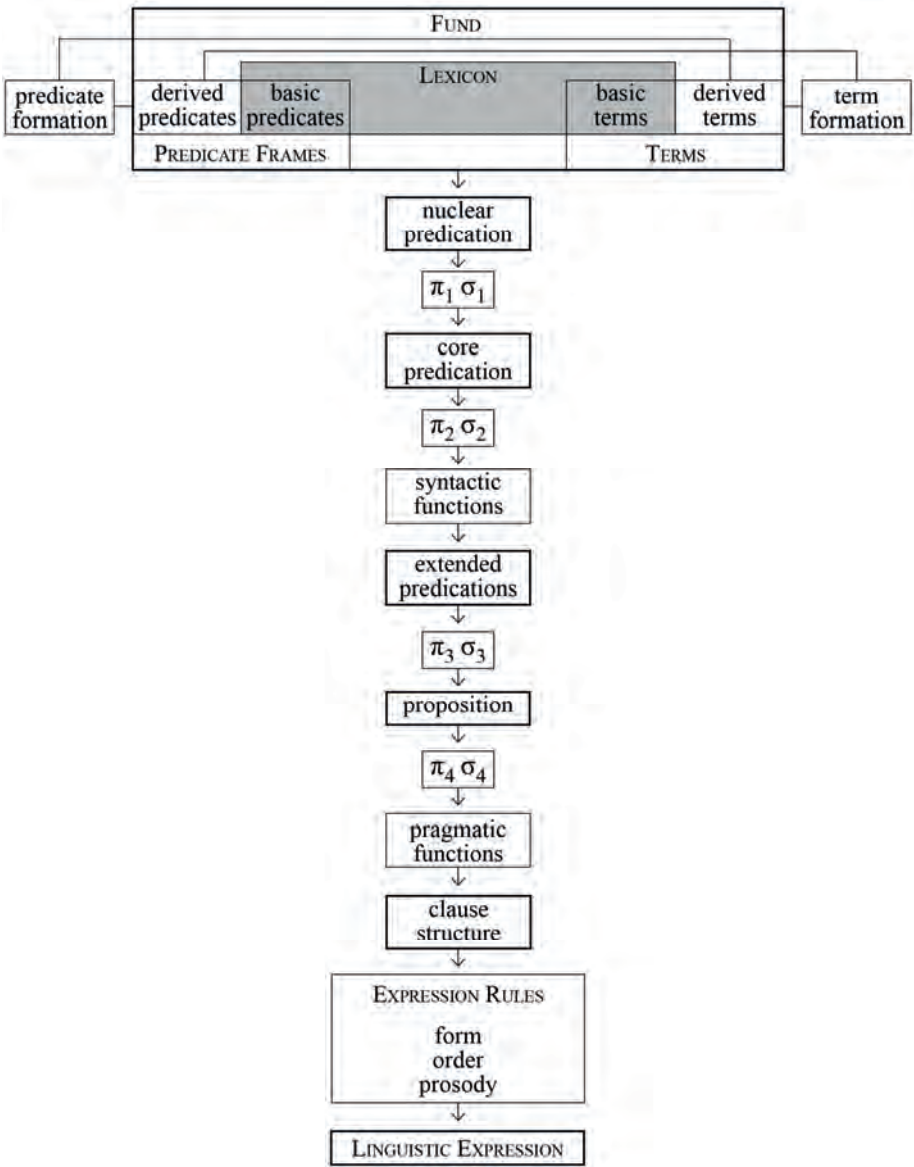 FUND
LEXICON
predicate
formation
derived
predicates
basic
predicates
basic
terms
derived
terms
term
formation
PREDICATE FRAMES
TERMS
nuclear
predication
π1 σ1
core
predication
π2 σ2
syntactic
functions
extended
predications
π3 σ3
proposition
π4 σ4
pragmatic
functions
clause
structure
EXPRESSION RULES
form
order
prosody
LINGUISTIC EXPRESSION